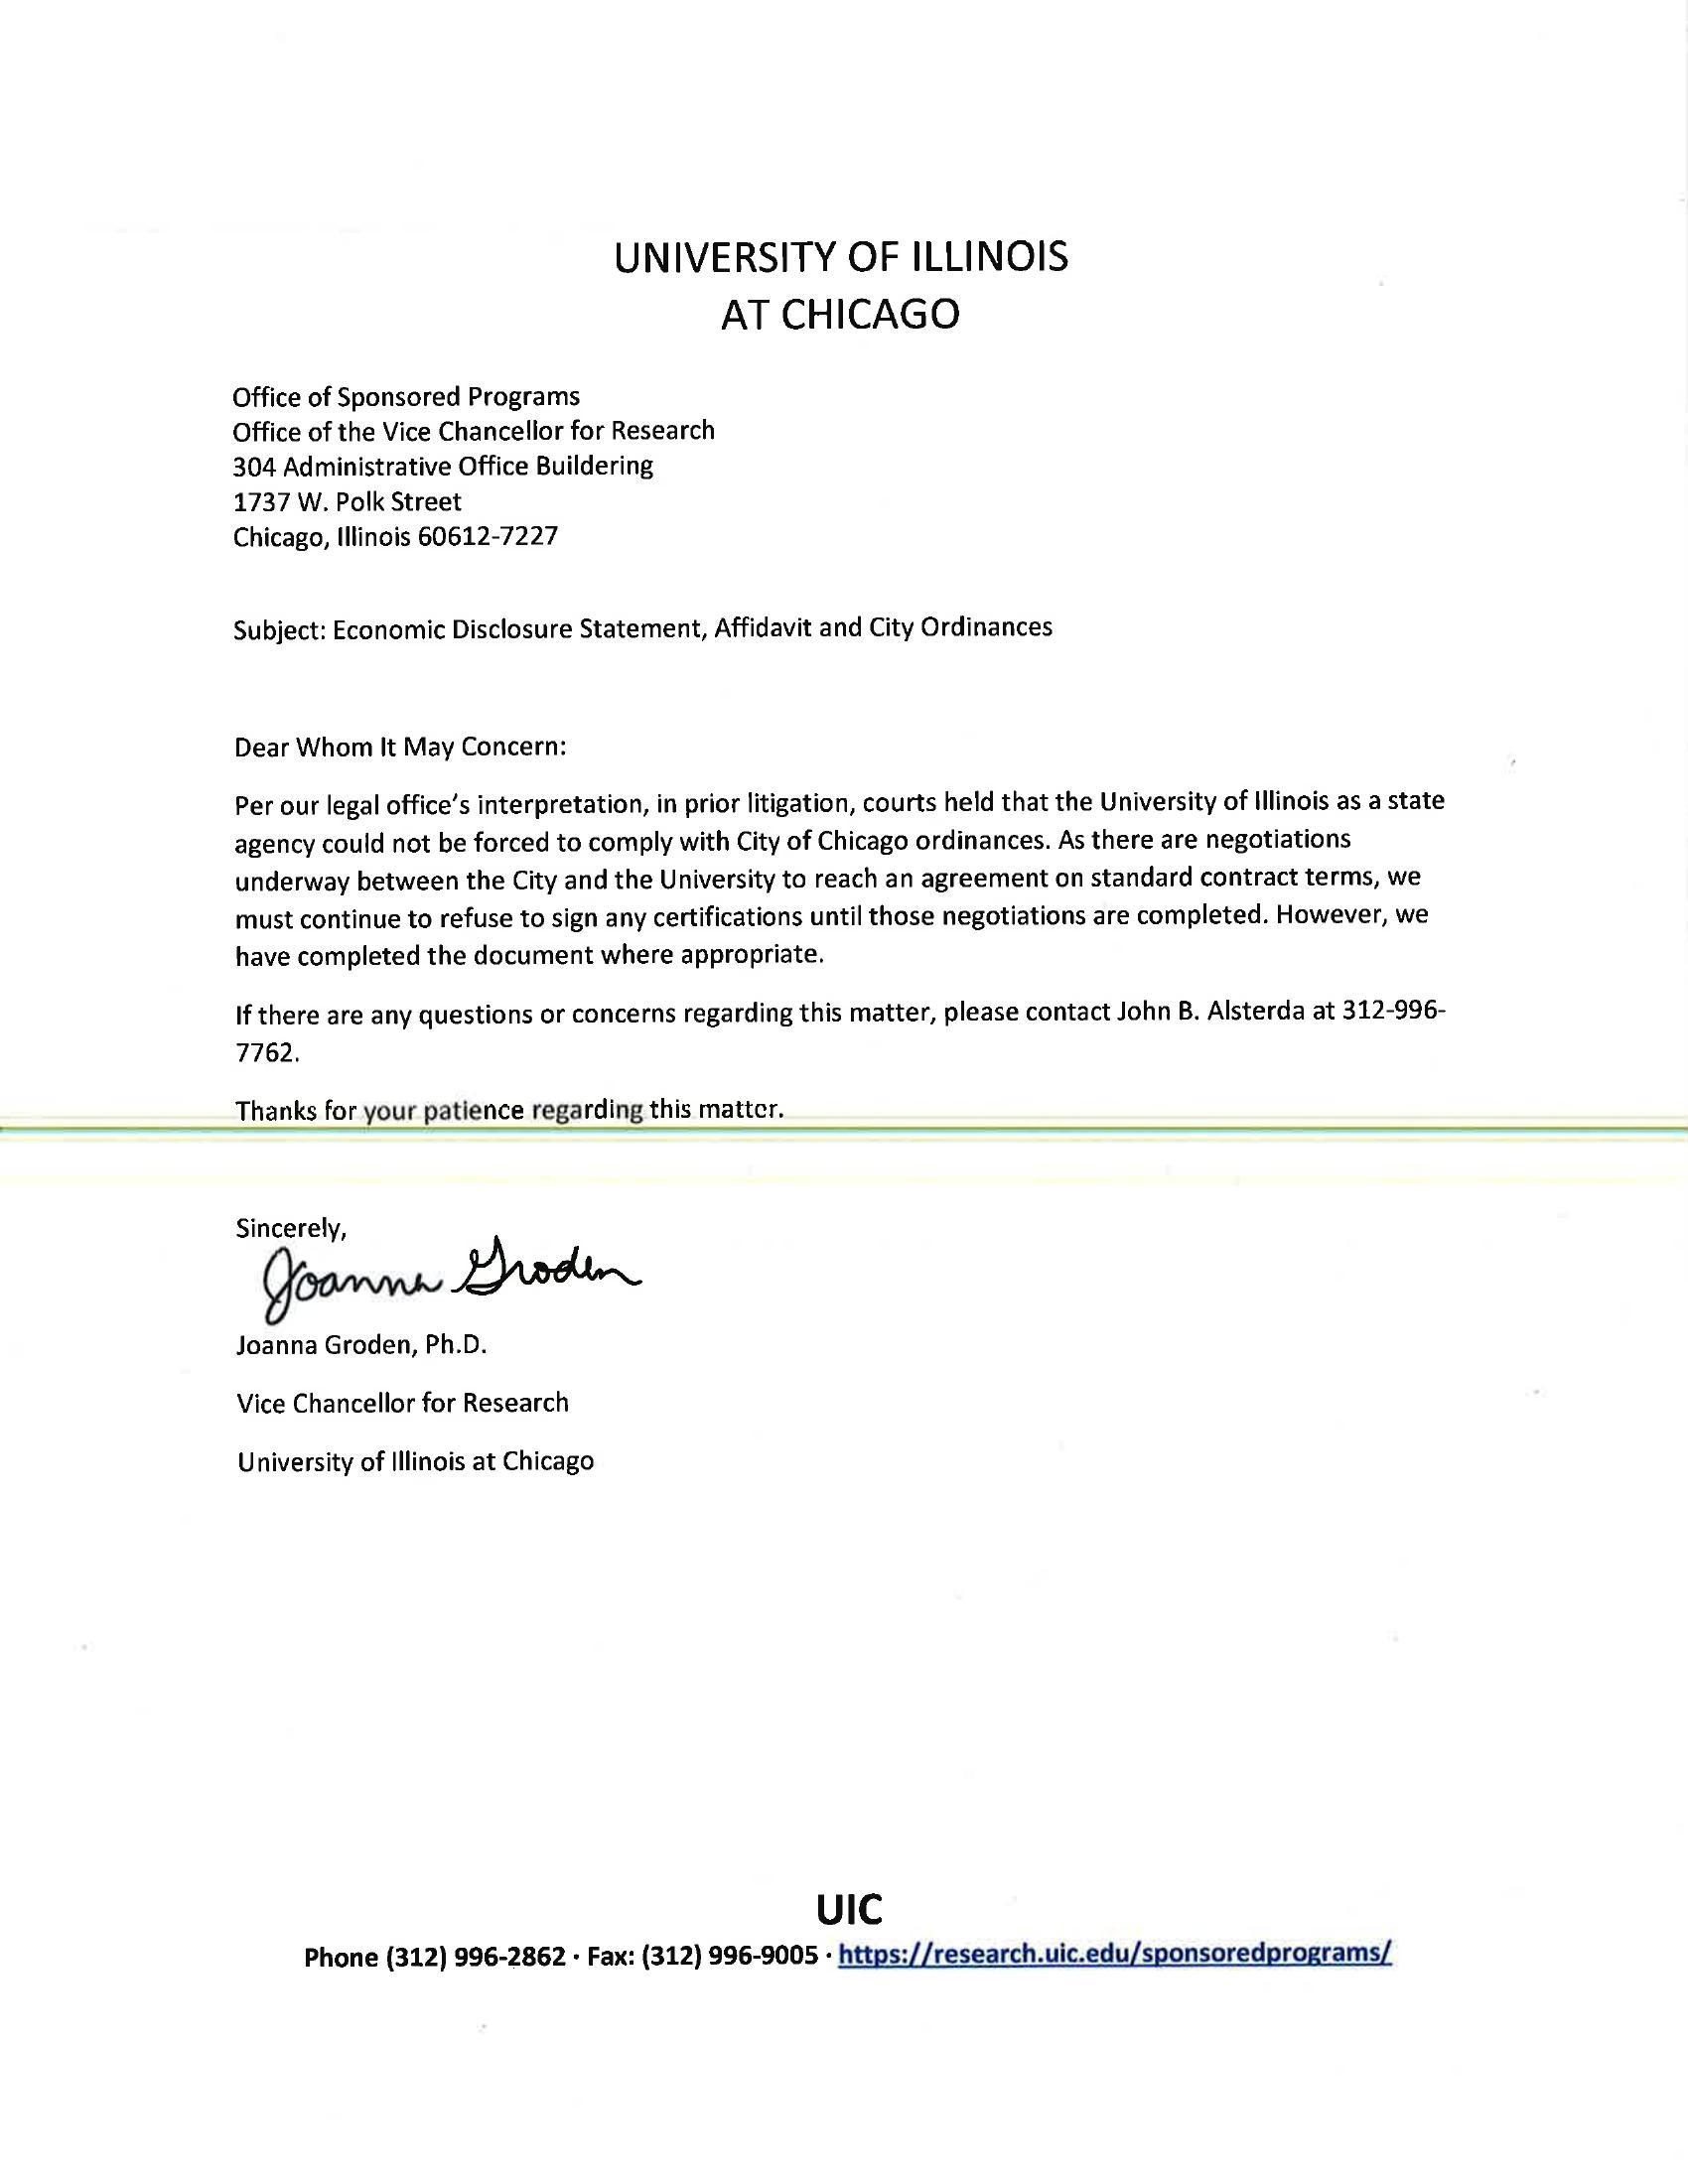 UNIVERSITY OF ILLINOIS
AT CHICAGO
Office of Sponsored Programs
Office of the Vice Chancellor for Research
304 Administrative Office Buildering
1737 W. Polk Street
Chicago, Illinois 60612-7227
Subject: Economic Disclosure Statement, Affidavit and City Ordinances
Dear Whom It May Concern:
Per our legal office's interpretation, in prior litigation, courts held that the University of Illinois as a state
agency could not be forced to comply with City of Chicago ordinances. As there are negotiations
underway between the City and the University to reach an agreement on standard contract terms, we
must continue to refuse to sign any certifications until those negotiations are completed. However, we
have completed the document where appropriate.
If there are any questions or concerns regarding this matter, please contact John B. Alsterda at 312-996-
7762.
Thanks for your patience regarding this matter.
Sincerely,
Joanna Groden
Joanna Groden, Ph.D.
Vice Chancellor for Research
University of Illinois at Chicago
UIC
Phone (312) 996-2862 · Fax: (312) 996-9005 · https://research.uic.edu/sponsoredprograms/